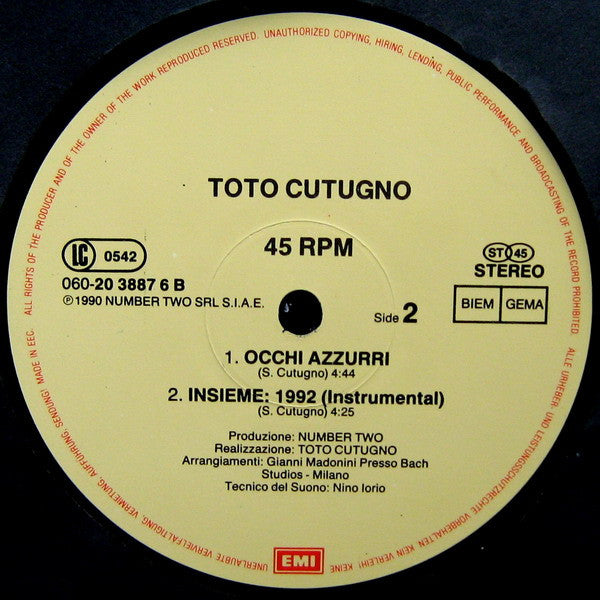 ALL RIGHTS OF THE PRODUCER AND OF THE OWNER OF THE WORK REPRODUCED RESERVED. UNAUTHORIZED COPYING, HIRING, LENDING, PUBLIC PERFORMANCE AND BROADCASTING OF THE RECORD PROHIBITED.
TOTO CUTUGNO
45 RPM
LC 0542
ST 45
STEREO
060-20 3887 6 B
℗1990 NUMBER TWO SRL S.I.A.E.
BIEM GEMA
Side 2
1. OCCHI AZZURRI
(S. Cutugno) 4:44
2. INSIEME: 1992 (Instrumental)
(S. Cutugno) 4:25
Produzione: NUMBER TWO
Realizzazione: TOTO CUTUGNO
Arrangiamenti: Gianni Madonini Presso Bach
Studios - Milano
Tecnico del Suono: Nino Iorio
EMI
ALLE URHEBER- UND LEISTUNGSSCHUTZRECHTE VORBEHALTEN KEIN VERLEIH! KEINE
UNERLAUBTE VERVIELFÄLTIGUNG, VERMIETUNG, AUFFÜHRUNG, SENDUNG! MADE IN EEC.